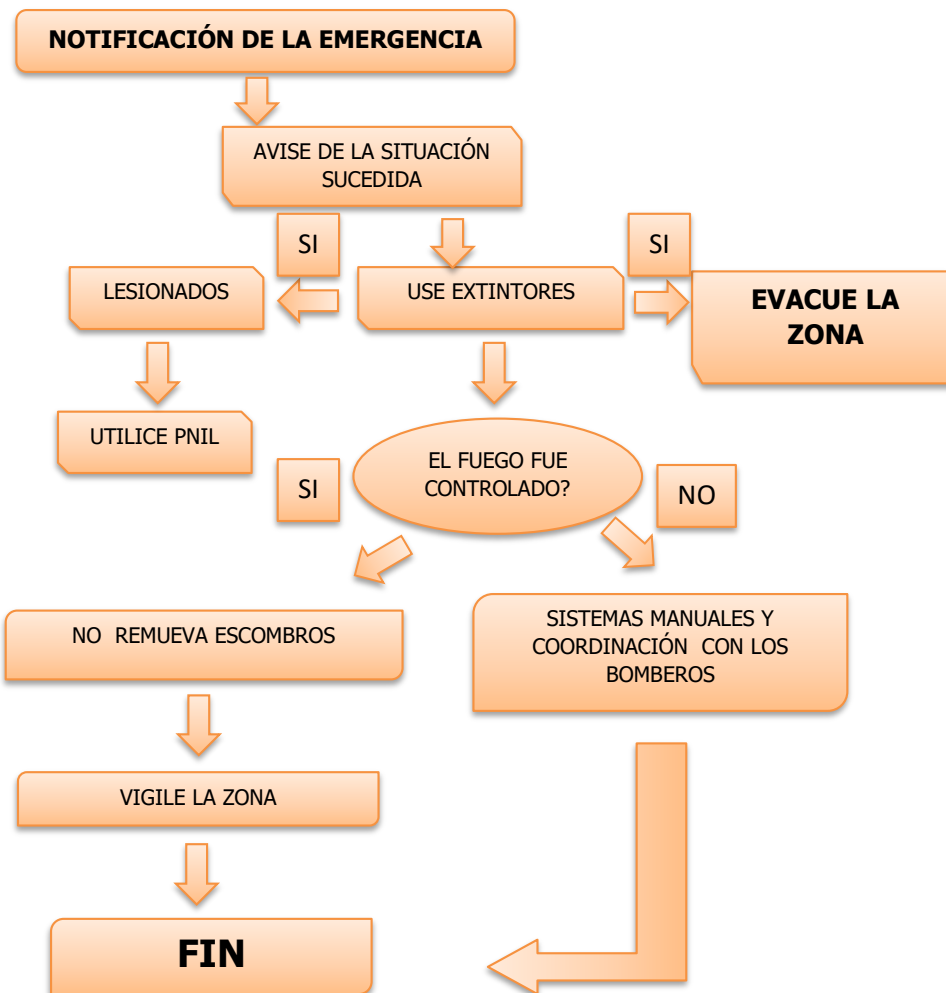 NOTIFICACIÓN DE LA EMERGENCIA
AVISE DE LA SITUACIÓN
SUCEDIDA
SI
SI
LESIONADOS
USE EXTINTORES
EVACUE LA
ZONA
UTILICE PNIL
EL FUEGO FUE
CONTROLADO?
SI
NO
NO REMUEVA ESCOMBROS
SISTEMAS MANUALES Y
COORDINACIÓN CON LOS
BOMBEROS
VIGILE LA ZONA
FIN